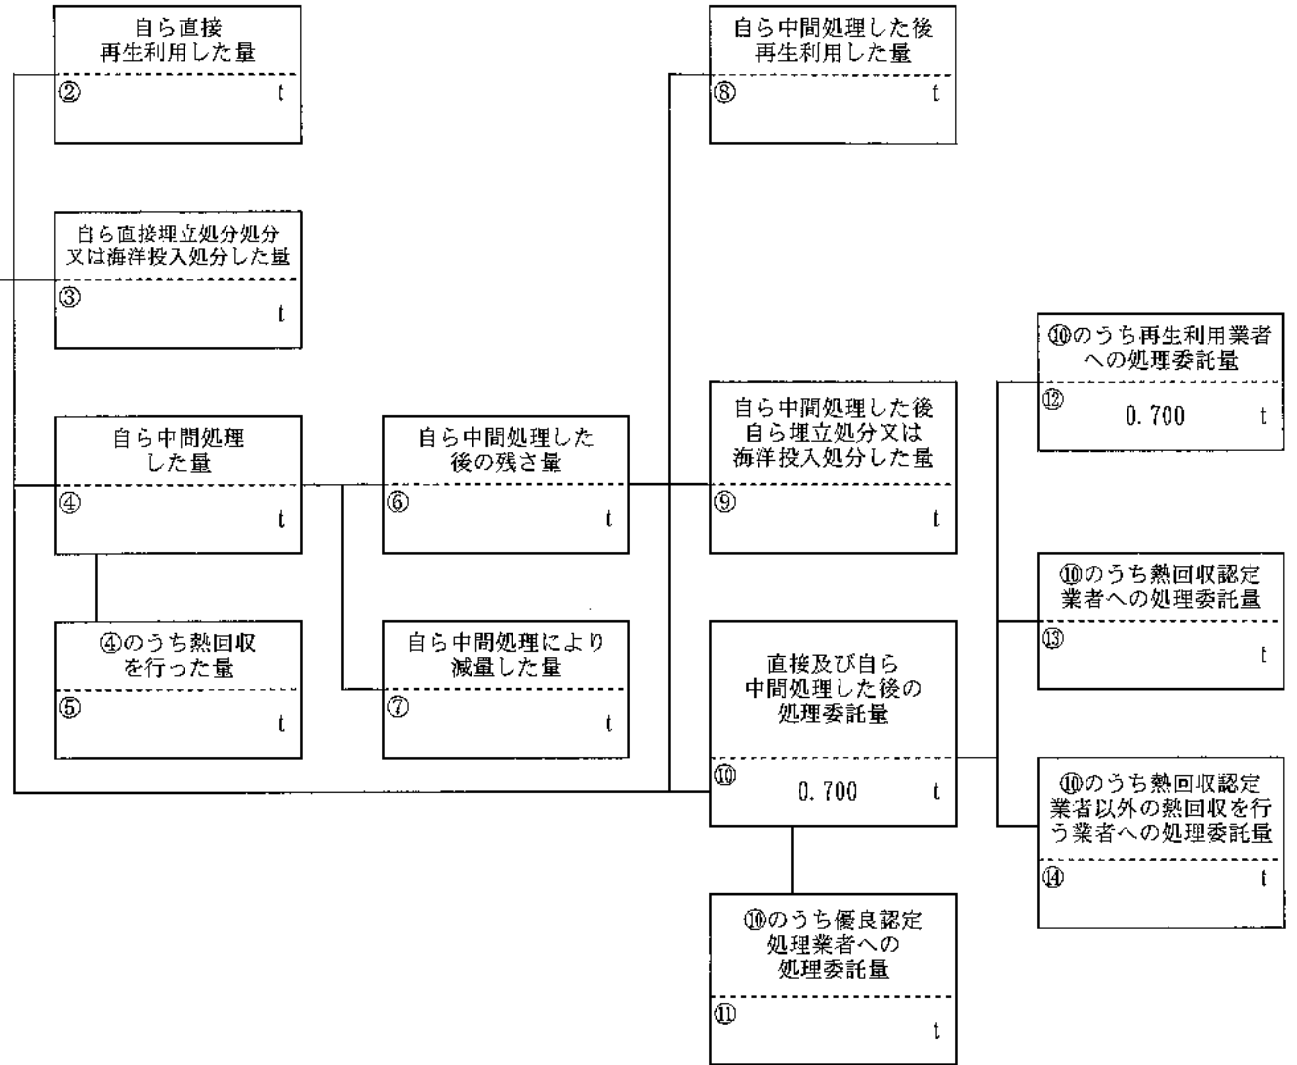 自ら直接
再生利用した量
② t
自ら直接埋立処分処分
又は海洋投入処分した量
③ t
自ら中間処理
した量
④ t
④のうち熱回収
を行った量
⑤ t
自ら中間処理した
後の残さ量
⑥ t
自ら中間処理により
減量した量
⑦ t
自ら中間処理した後
再生利用した量
⑧ t
自ら中間処理した後
自ら埋立処分又は
海洋投入処分した量
⑨ t
直接及び自ら
中間処理した後の
処理委託量
⑩ 0.700 t
⑩のうち優良認定
処理業者への
処理委託量
⑪ t
⑩のうち再生利用業者
への処理委託量
⑫ 0.700 t
⑩のうち熱回収認定
業者への処理委託量
⑬ t
⑩のうち熱回収認定
業者以外の熱回収を行
う業者への処理委託量
⑭ t